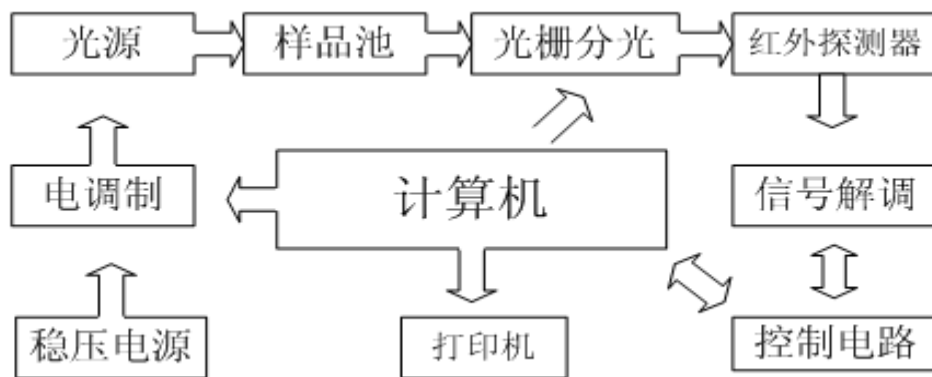 光源
样品池
光栅分光
红外探测器
电调制
计算机
信号解调
稳压电源
打印机
控制电路